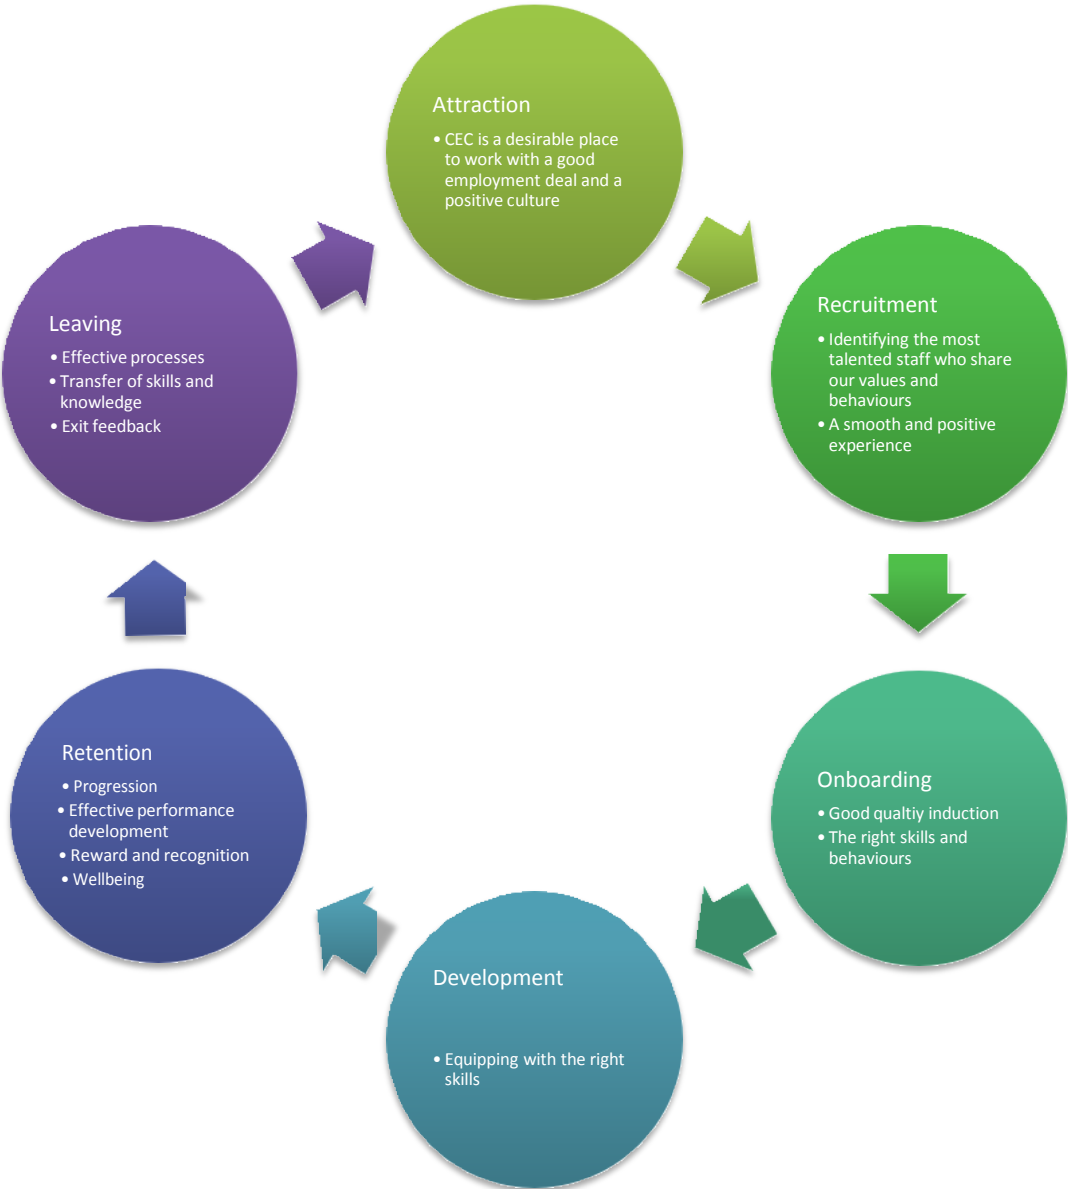 Attraction
• CEC is a desirable place
to work with a good
employment deal and a
positive culture
Recruitment
• Identifying the most
talented staff who share
our values and
behaviours
• A smooth and positive
experience
Onboarding
• Good qualtiy induction
• The right skills and
behaviours
Development
• Equipping with the right
skills
Retention
• Progression
• Effective performance
development
• Reward and recognition
• Wellbeing
Leaving
• Effective processes
• Transfer of skills and
knowledge
• Exit feedback